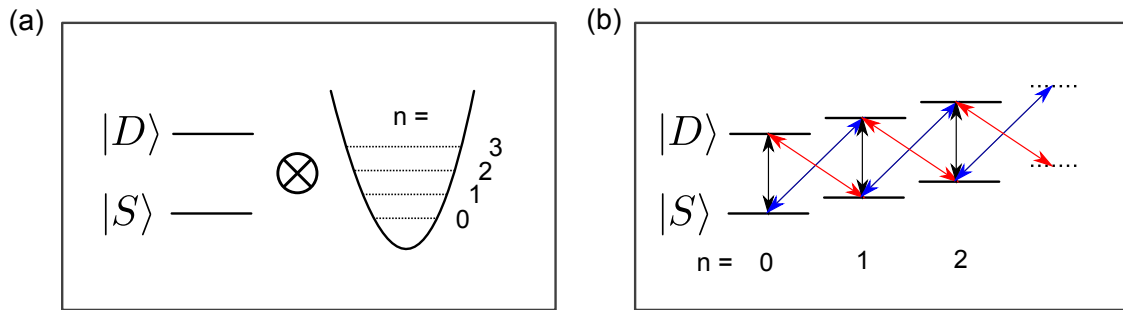 (a)
n =
|D⟩
3
2
1
|S⟩
0
(b)
|D⟩
|S⟩
n = 0 1 2